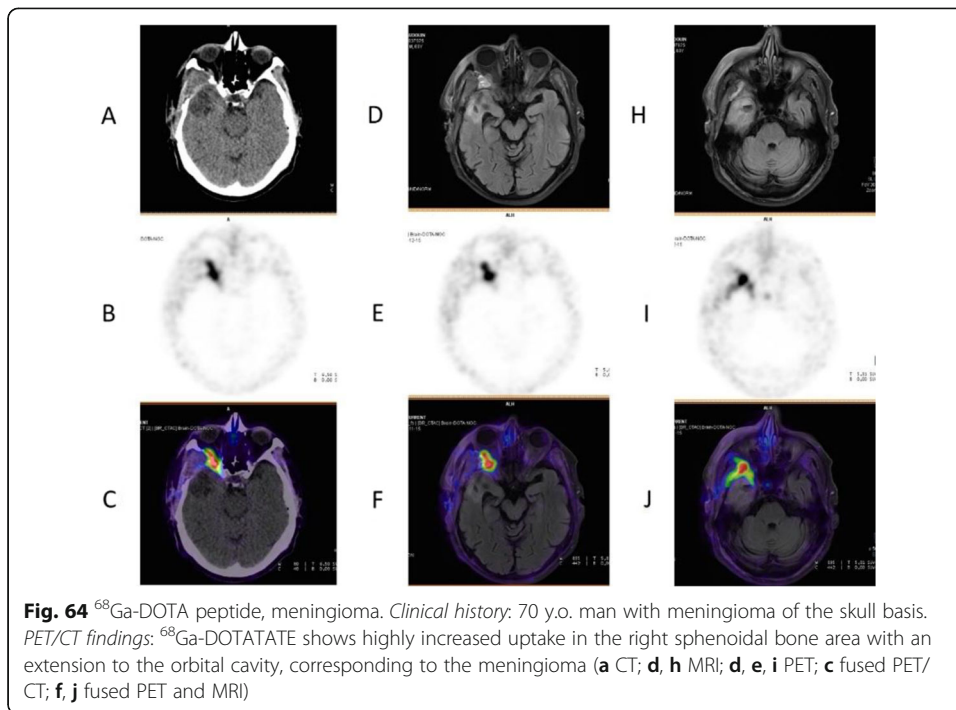 A
D
H
B
E
I
C
F
J
Fig. 64 ⁶⁸Ga-DOTA peptide, meningioma. Clinical history: 70 y.o. man with meningioma of the skull basis.
PET/CT findings: ⁶⁸Ga-DOTATATE shows highly increased uptake in the right sphenoidal bone area with an
extension to the orbital cavity, corresponding to the meningioma (a CT; d, h MRI; d, e, i PET; c fused PET/
CT; f, j fused PET and MRI)